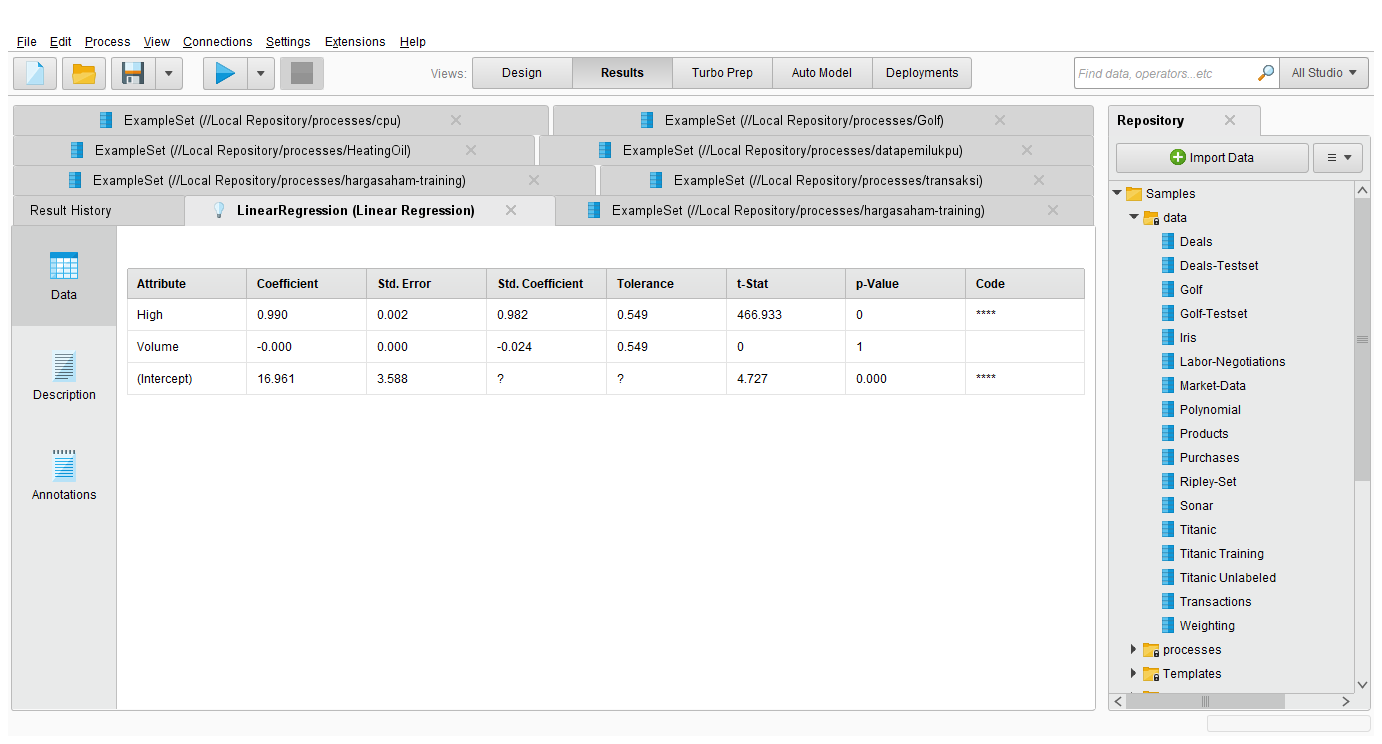 File Edit Process View Connections Settings Extensions Help
Views: Design Results Turbo Prep Auto Model Deployments Find data, operators...etc All Studio
ExampleSet (//Local Repository/processes/cpu) ExampleSet (//Local Repository/processes/Golf)
ExampleSet (//Local Repository/processes/HeatingOil) ExampleSet (//Local Repository/processes/datapemilukpu)
ExampleSet (//Local Repository/processes/hargasaham-training) ExampleSet (//Local Repository/processes/transaksi)
Result History LinearRegression (Linear Regression) ExampleSet (//Local Repository/processes/hargasaham-training)
Data
Description
Annotations
Attribute Coefficient Std. Error Std. Coefficient Tolerance t-Stat p-Value Code
High 0.990 0.002 0.982 0.549 466.933 0 ****
Volume -0.000 0.000 -0.024 0.549 0 1
(Intercept) 16.961 3.588 ? ? 4.727 0.000 ****
Repository
Import Data
Samples
data
Deals
Deals-Testset
Golf
Golf-Testset
Iris
Labor-Negotiations
Market-Data
Polynomial
Products
Purchases
Ripley-Set
Sonar
Titanic
Titanic Training
Titanic Unlabeled
Transactions
Weighting
processes
Templates